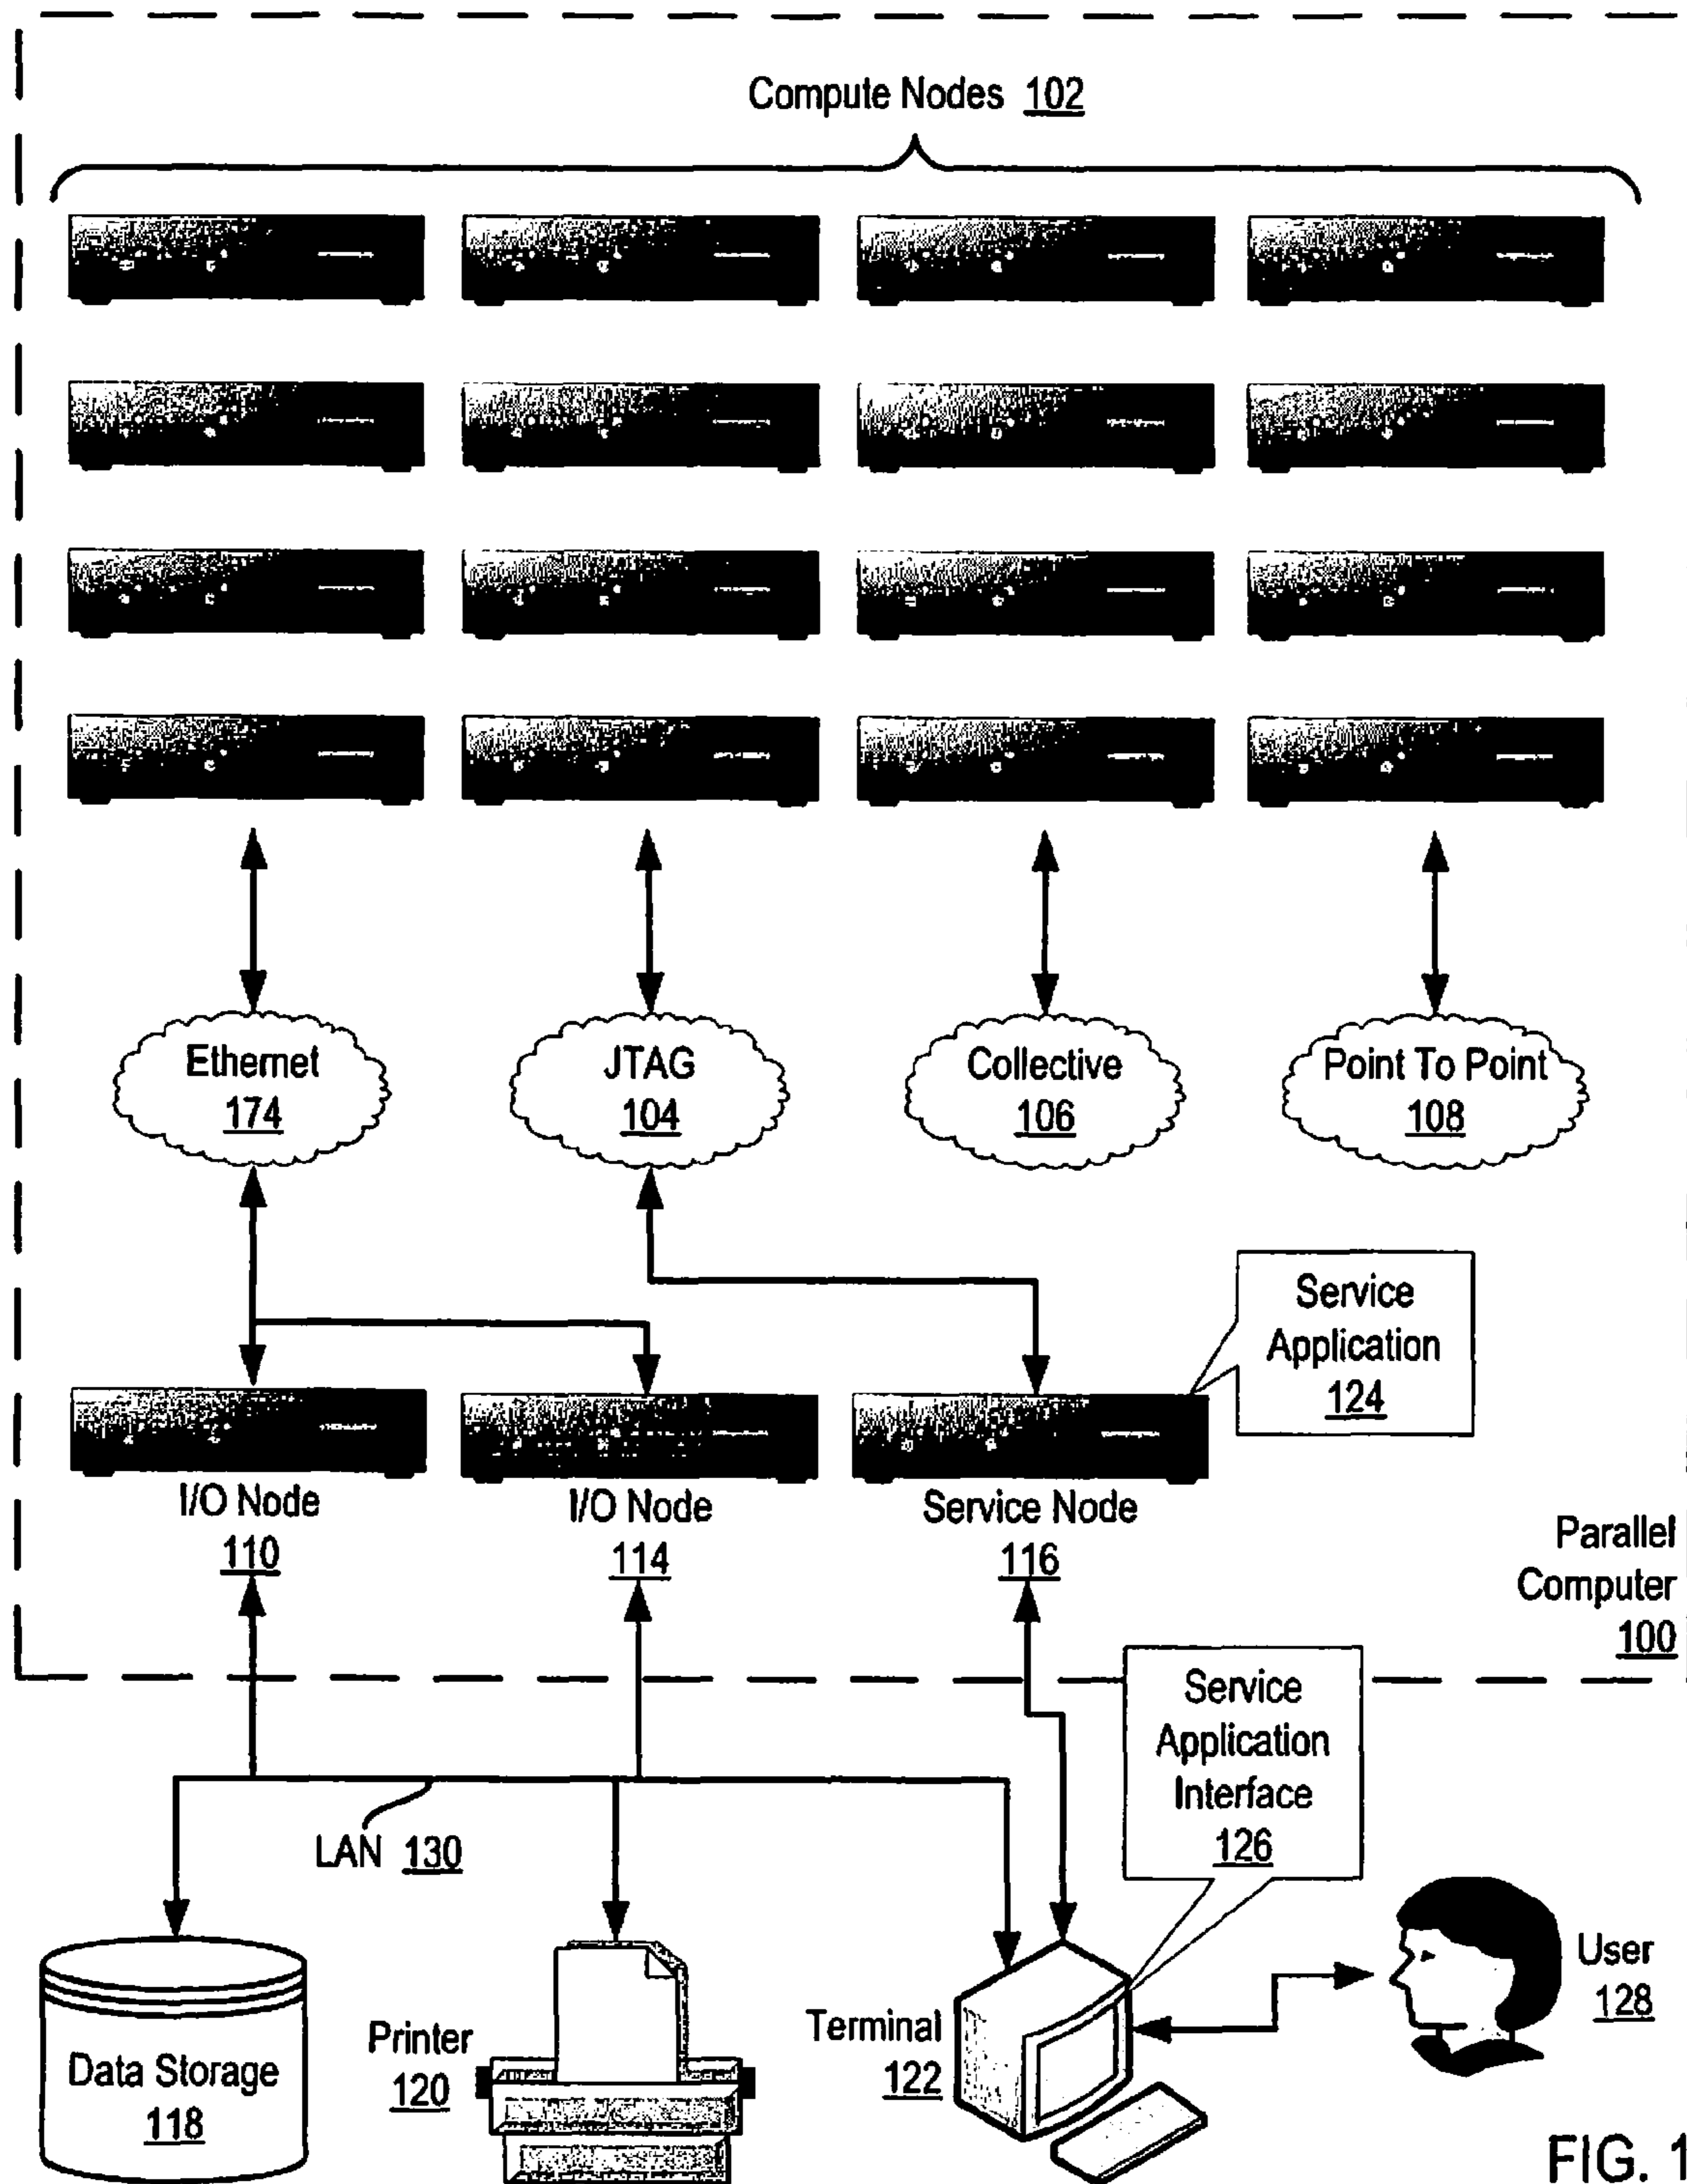 Compute Nodes 102
Ethernet
174
JTAG
104
Collective
106
Point To Point
108
Service
Application
124
I/O Node
110
I/O Node
114
Service Node
116
Parallel
Computer
100
Service
Application
Interface
126
LAN 130
Data Storage
118
Printer
120
Terminal
122
User
128
FIG. 1